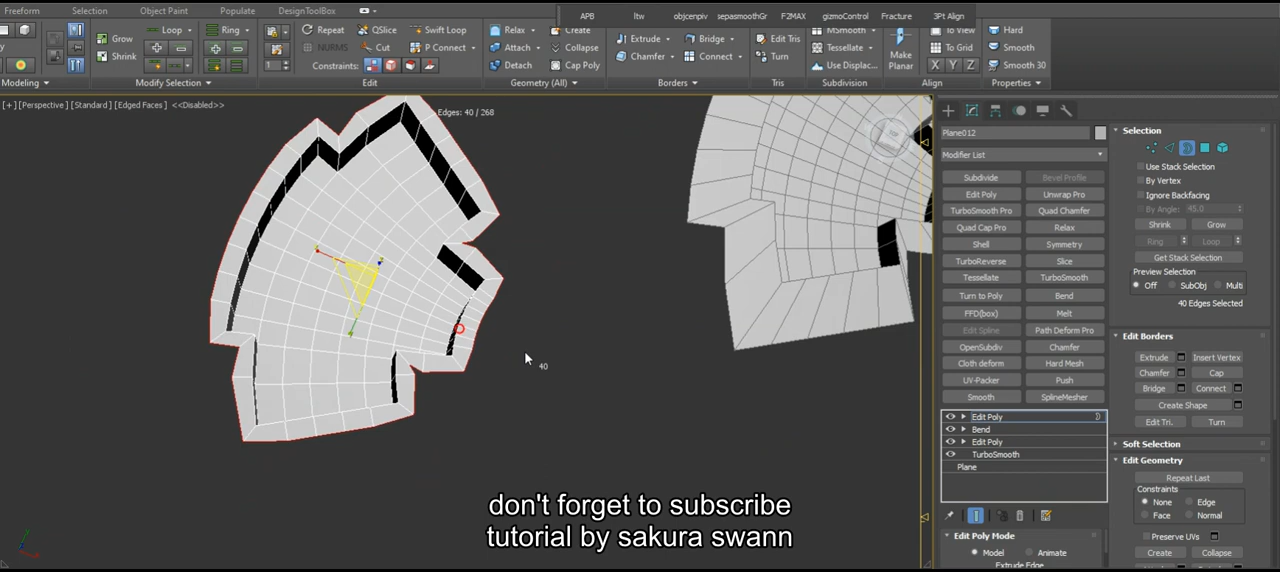 Freeform Selection Object Paint Populate DesignToolBox APB ltw objcenpiv sepasmothGr F2MAX gizmoControl Fracture 3Pt Align
Grow Loop Ring Repeat QSlice Swift Loop Relax Create Extrude Bridge Edit Tris MSmooth To View Hard
Shrink NURMS Cut P Connect Attach Collapse Chamfer Connect Turn Tessellate Make Planar To Grid Smooth
1 Constraints: Detach Cap Poly Use Displac... X Y Z Smooth 30
Modeling Modify Selection Edit Geometry (All) Borders Tris Subdivision Align Properties
[+] [Perspective] [Standard] [Edged Faces] <<Disabled>>
Edges: 40 / 268
40
Plane012
Modifier List
Subdivide Bevel Profile
Edit Poly Unwrap Pro
TurboSmooth Pro Quad Chamfer
Quad Cap Pro Relax
Shell Symmetry
TurboReverse Slice
Tessellate TurboSmooth
Turn to Poly Bend
FFD(box) Melt
Edit Spline Path Deform Pro
OpenSubdiv Chamfer
Cloth deform Hard Mesh
UV-Packer Push
Smooth SplineMesher
Edit Poly
Bend
Edit Poly
TurboSmooth
Plane
Edit Poly Mode
Model Animate
Extrude Edge
Selection
Use Stack Selection
By Vertex
Ignore Backfacing
By Angle: 45.0
Shrink Grow
Ring Loop
Get Stack Selection
Preview Selection
Off SubObj Multi
40 Edges Selected
Edit Borders
Extrude Insert Vertex
Chamfer Cap
Bridge Connect
Create Shape
Edit Tri. Turn
Soft Selection
Edit Geometry
Repeat Last
Constraints
None Edge
Face Normal
Preserve UVs
Create Collapse
don't forget to subscribe
tutorial by sakura swann